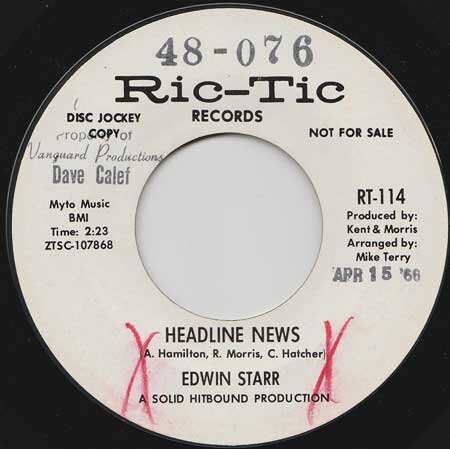 48-076
Ric-Tic
RECORDS
DISC JOCKEY
COPY
Property of
Vanguard Productions
Dave Calef
NOT FOR SALE
Myto Music
BMI
Time: 2:23
ZTSC-107868
RT-114
Produced by:
Kent & Morris
Arranged by:
Mike Terry
APR 15 '66
HEADLINE NEWS
(A. Hamilton, R. Morris, C. Hatcher)
EDWIN STARR
A SOLID HITBOUND PRODUCTION
X X